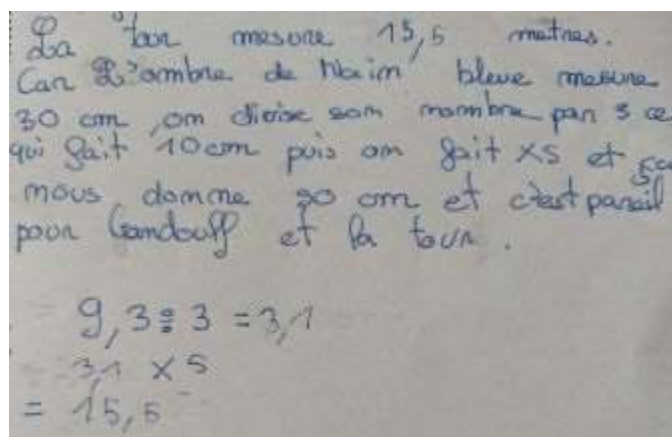 La tour mesure 15,5 metres.
Car L'ombre de Naim bleue mesure
30 cm, on divise son nombre par 3 ce
qui fait 10 cm puis on fait x5 et ça
nous donne 50 cm et c'est pareil
pour Gandouff et la tour.
9,3 : 3 = 3,1
3,1 x 5
= 15,5